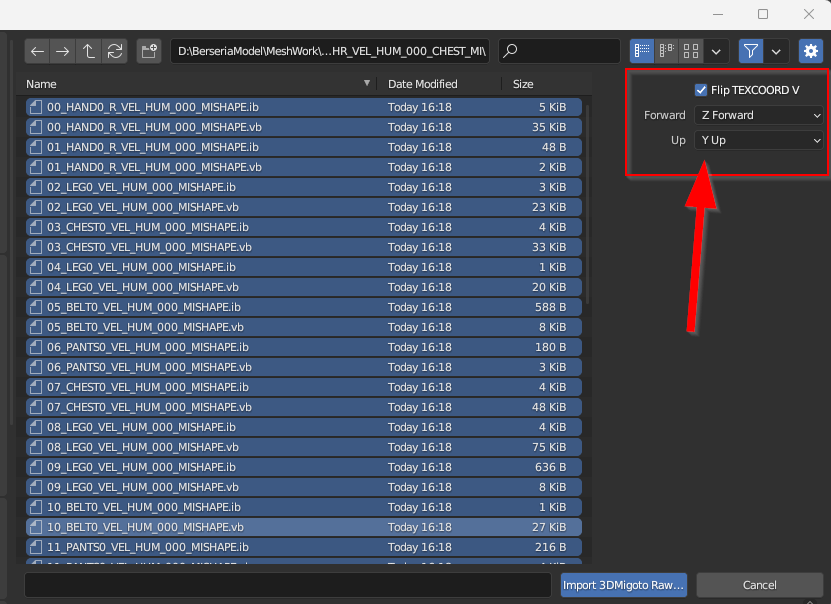 D:\BerseriaModel\MeshWork\...HR_VEL_HUM_000_CHEST_MI\
Name Date Modified Size
00_HAND0_R_VEL_HUM_000_MISHAPE.ib Today 16:18 5 KiB
00_HAND0_R_VEL_HUM_000_MISHAPE.vb Today 16:18 35 KiB
01_HAND0_R_VEL_HUM_000_MISHAPE.ib Today 16:18 48 B
01_HAND0_R_VEL_HUM_000_MISHAPE.vb Today 16:18 2 KiB
02_LEG0_VEL_HUM_000_MISHAPE.ib Today 16:18 3 KiB
02_LEG0_VEL_HUM_000_MISHAPE.vb Today 16:18 23 KiB
03_CHEST0_VEL_HUM_000_MISHAPE.ib Today 16:18 4 KiB
03_CHEST0_VEL_HUM_000_MISHAPE.vb Today 16:18 33 KiB
04_LEG0_VEL_HUM_000_MISHAPE.ib Today 16:18 1 KiB
04_LEG0_VEL_HUM_000_MISHAPE.vb Today 16:18 20 KiB
05_BELT0_VEL_HUM_000_MISHAPE.ib Today 16:18 588 B
05_BELT0_VEL_HUM_000_MISHAPE.vb Today 16:18 8 KiB
06_PANTS0_VEL_HUM_000_MISHAPE.ib Today 16:18 180 B
06_PANTS0_VEL_HUM_000_MISHAPE.vb Today 16:18 3 KiB
07_CHEST0_VEL_HUM_000_MISHAPE.ib Today 16:18 4 KiB
07_CHEST0_VEL_HUM_000_MISHAPE.vb Today 16:18 48 KiB
08_LEG0_VEL_HUM_000_MISHAPE.ib Today 16:18 4 KiB
08_LEG0_VEL_HUM_000_MISHAPE.vb Today 16:18 75 KiB
09_LEG0_VEL_HUM_000_MISHAPE.ib Today 16:18 636 B
09_LEG0_VEL_HUM_000_MISHAPE.vb Today 16:18 8 KiB
10_BELT0_VEL_HUM_000_MISHAPE.ib Today 16:18 1 KiB
10_BELT0_VEL_HUM_000_MISHAPE.vb Today 16:18 27 KiB
11_PANTS0_VEL_HUM_000_MISHAPE.ib Today 16:18 216 B
Flip TEXCOORD V
Forward Z Forward
Up Y Up
Import 3DMigoto Raw... Cancel